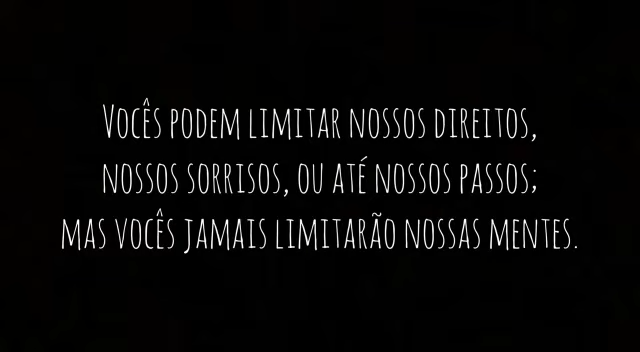 Vocês podem limitar nossos direitos,
nossos sorrisos, ou até nossos passos;
mas vocês jamais limitarão nossas mentes.